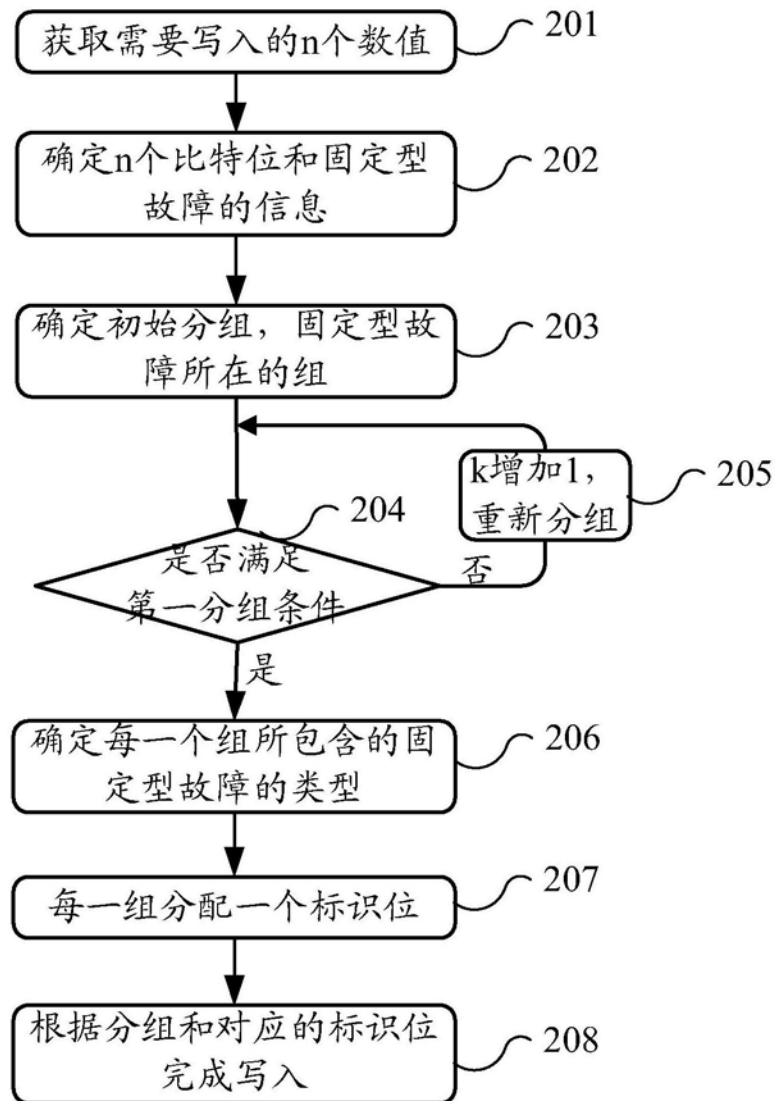 获取需要写入的n个数值
201
确定n个比特位和固定型
故障的信息
202
确定初始分组，固定型故
障所在的组
203
k增加1，
重新分组
205
204
是否满足
第一分组条件
否
是
确定每一个组所包含的固
定型故障的类型
206
每一组分配一个标识位
207
根据分组和对应的标识位
完成写入
208